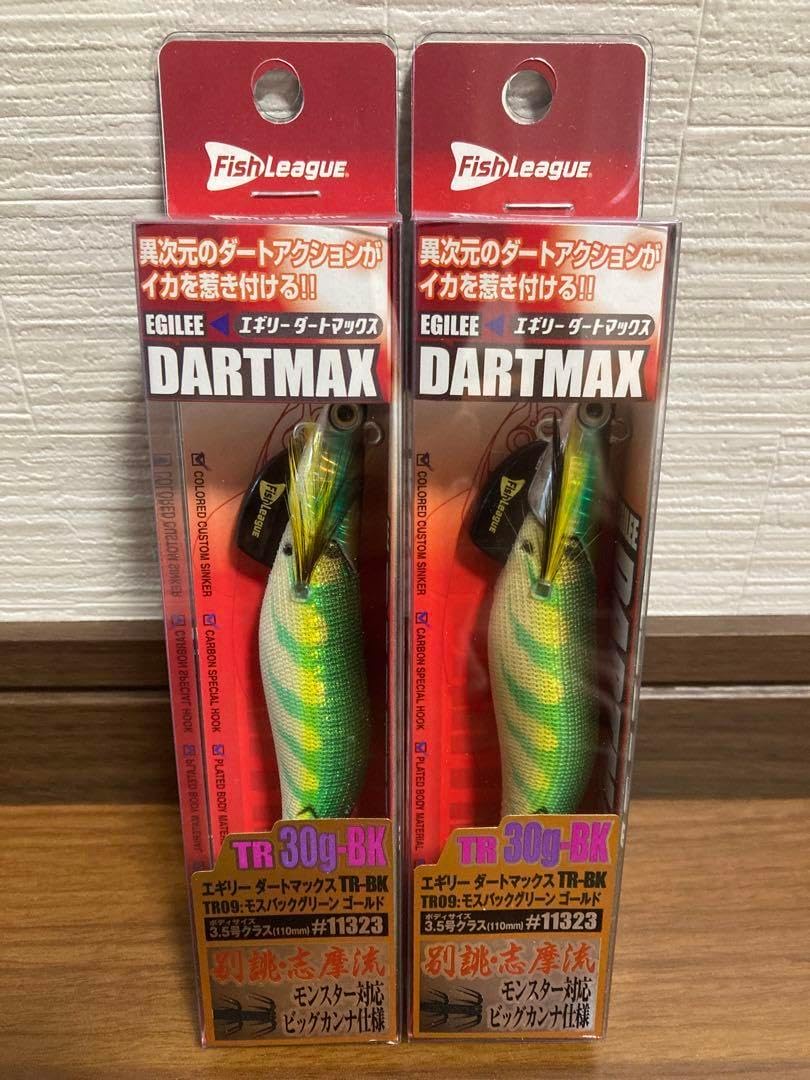 FishLeague
異次元のダートアクションが
イカを惹き付ける!!
EGILEE エギリー ダートマックス
DARTMAX
FishLeague
COLORED CUSTOM SINKER
CARBON SPECIAL HOOK
PLATED BODY MATERIAL
TR 30g-BK
エギリー ダートマックス TR-BK
TR09:モスバックグリーン ゴールド
ボディサイズ
3.5号クラス(110mm) #11323
別誂・志摩流
モンスター対応
ビッグカンナ仕様
FishLeague
異次元のダートアクションが
イカを惹き付ける!!
EGILEE エギリー ダートマックス
DARTMAX
FishLeague
COLORED CUSTOM SINKER
CARBON SPECIAL HOOK
PLATED BODY MATERIAL
TR 30g-BK
エギリー ダートマックス TR-BK
TR09:モスバックグリーン ゴールド
ボディサイズ
3.5号クラス(110mm) #11323
別誂・志摩流
モンスター対応
ビッグカンナ仕様